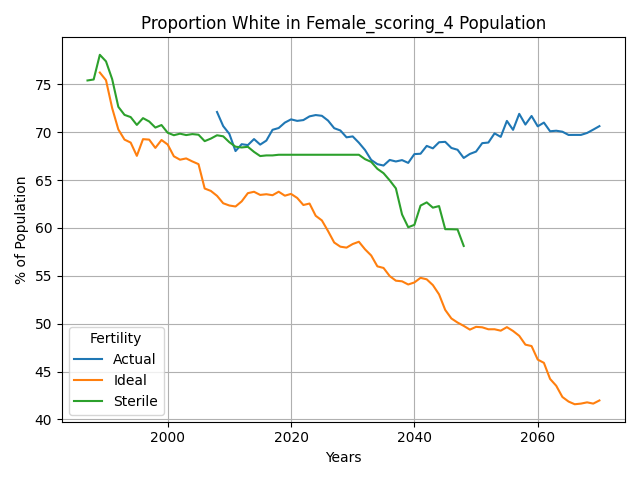 Proportion White in Female_scoring_4 Population
% of Population
75
70
65
60
55
50
45
40
Fertility
Actual
Ideal
Sterile
2000 2020 2040 2060
Years